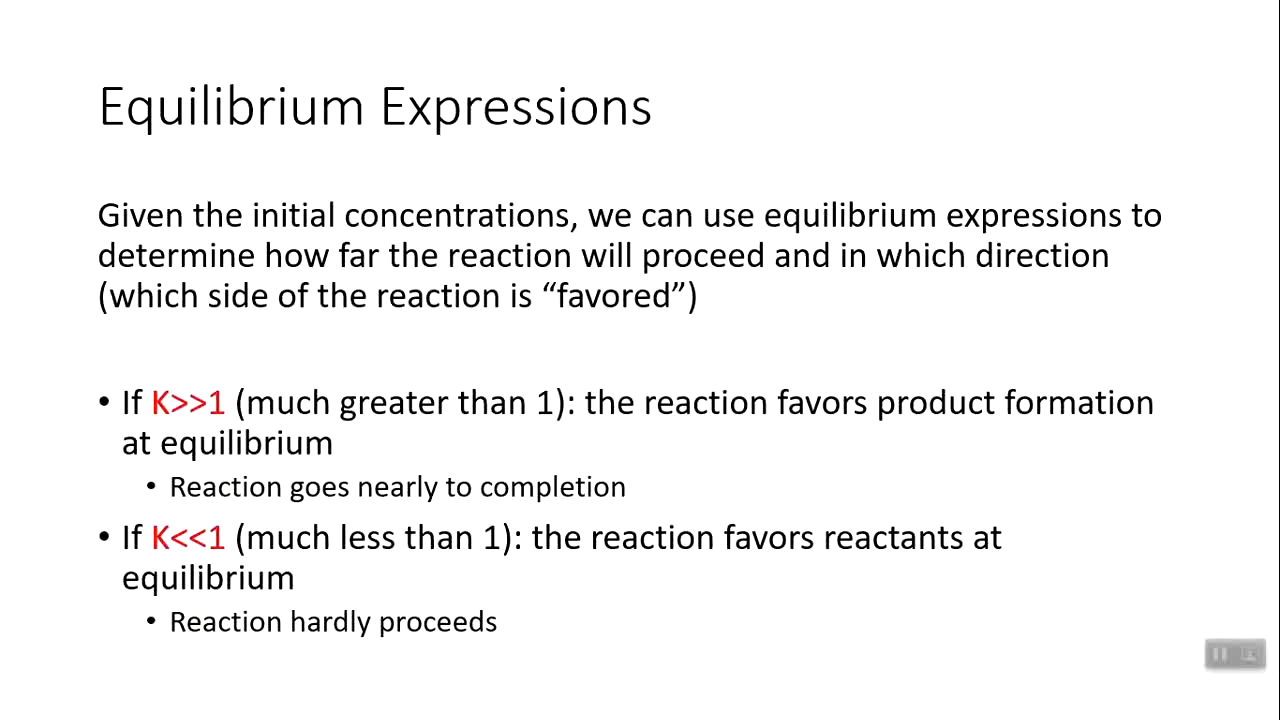 Equilibrium Expressions
Given the initial concentrations, we can use equilibrium expressions to
determine how far the reaction will proceed and in which direction
(which side of the reaction is “favored”)
• If K>>1 (much greater than 1): the reaction favors product formation
at equilibrium
• Reaction goes nearly to completion
• If K<<1 (much less than 1): the reaction favors reactants at
equilibrium
• Reaction hardly proceeds